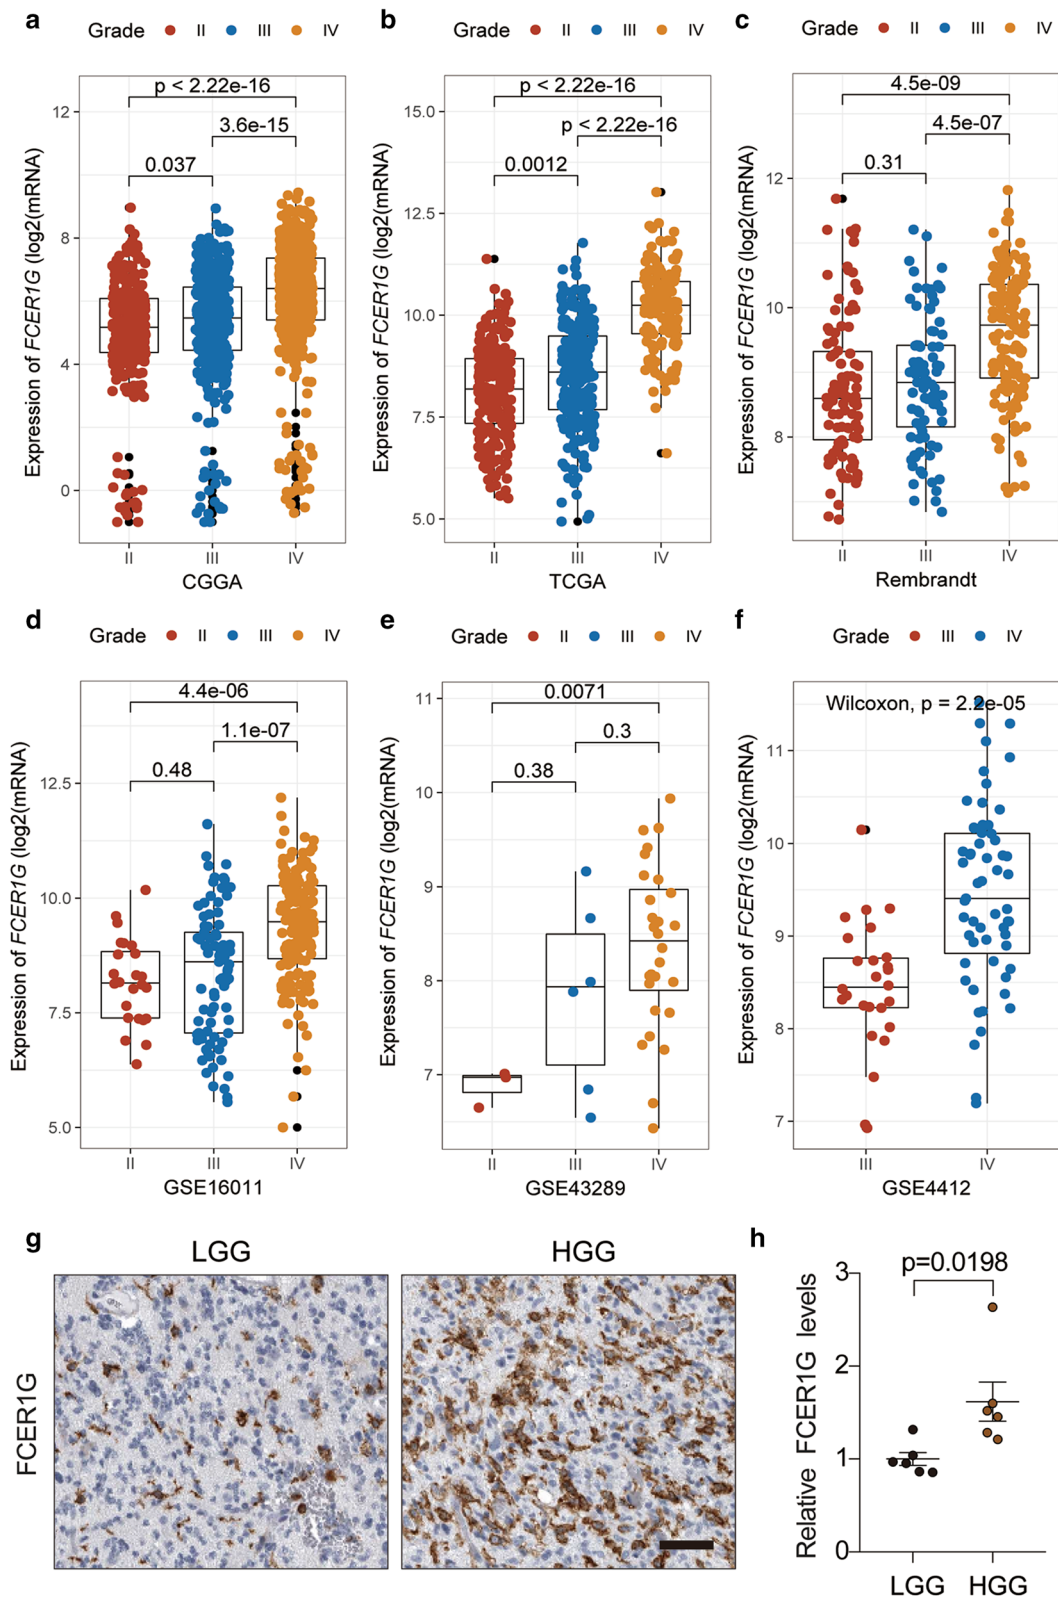 a
Grade II III IV
p < 2.22e-16
3.6e-15
0.037
12
8
4
0
Expression of FCER1G (log2(mRNA)
II III IV
CGGA
b
Grade II III IV
p < 2.22e-16
p < 2.22e-16
0.0012
15.0
12.5
10.0
7.5
5.0
Expression of FCER1G (log2(mRNA)
II III IV
TCGA
c
Grade II III IV
4.5e-09
4.5e-07
0.31
12
10
8
Expression of FCER1G (log2(mRNA)
II III IV
Rembrandt
d
Grade II III IV
4.4e-06
1.1e-07
0.48
12.5
10.0
7.5
5.0
Expression of FCER1G (log2(mRNA)
II III IV
GSE16011
e
Grade II III IV
0.0071
0.3
0.38
11
10
9
8
7
Expression of FCER1G (log2(mRNA)
II III IV
GSE43289
f
Grade III IV
Wilcoxon, p = 2.2e-05
11
10
9
8
7
Expression of FCER1G (log2(mRNA)
III IV
GSE4412
g
LGG HGG
FCER1G
h
p=0.0198
3
2
1
0
Relative FCER1G levels
LGG HGG